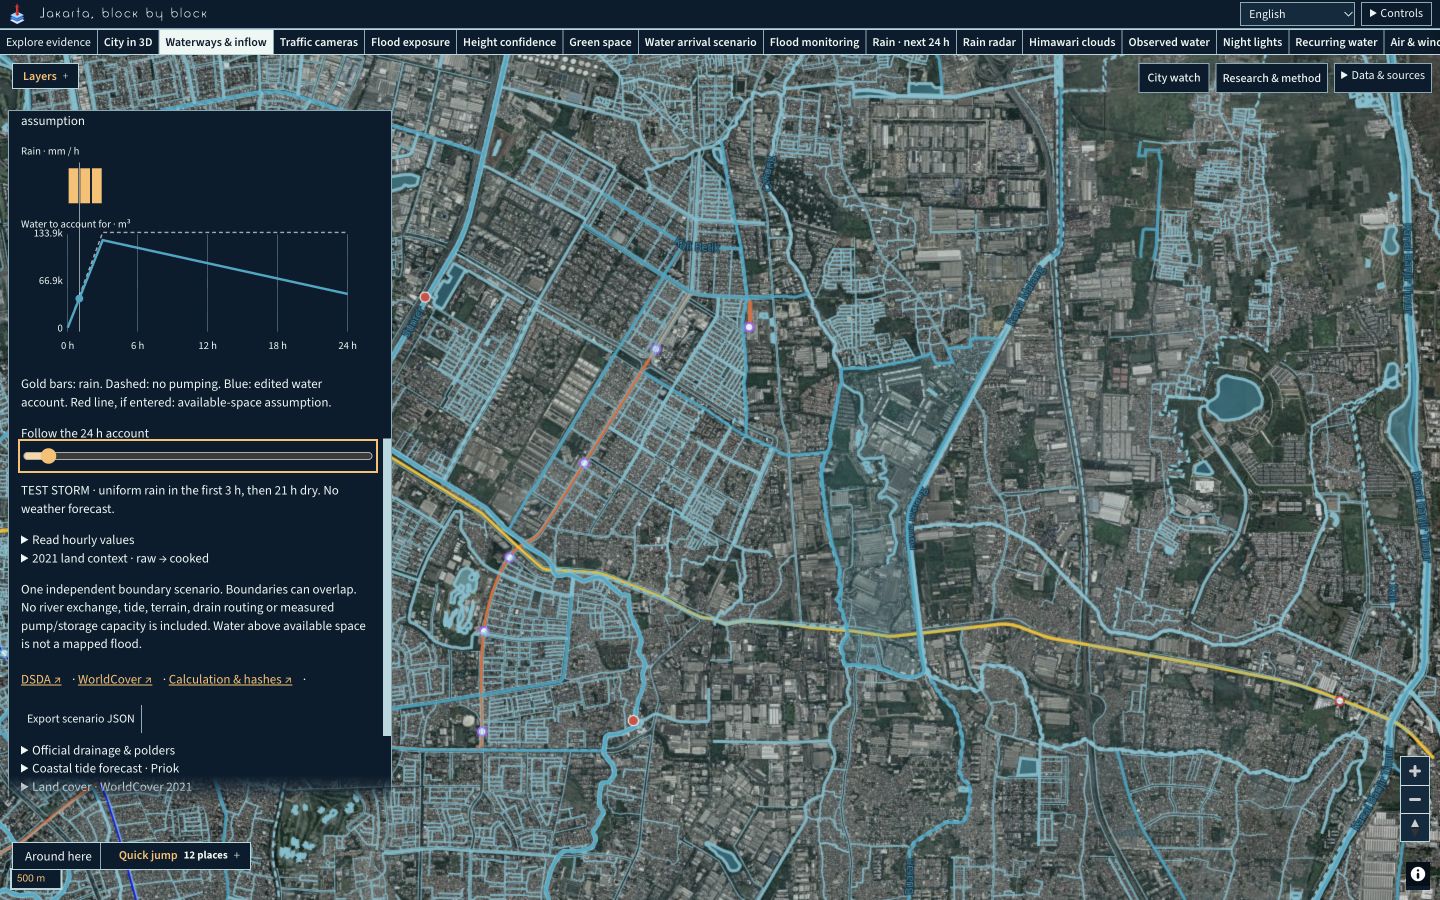 Jakarta, block by block
English
Controls
Explore evidence
City in 3D
Waterways & inflow
Traffic cameras
Flood exposure
Height confidence
Green space
Water arrival scenario
Flood monitoring
Rain · next 24 h
Rain radar
Himawari clouds
Observed water
Night lights
Recurring water
Air & wind
Layers +
City watch
Research & method
Data & sources
assumption
Rain · mm / h
Water to account for · m³
133.9k
66.9k
0
0 h
6 h
12 h
18 h
24 h
Gold bars: rain. Dashed: no pumping. Blue: edited water
account. Red line, if entered: available-space assumption.
Follow the 24 h account
TEST STORM · uniform rain in the first 3 h, then 21 h dry. No
weather forecast.
Read hourly values
2021 land context · raw → cooked
One independent boundary scenario. Boundaries can overlap.
No river exchange, tide, terrain, drain routing or measured
pump/storage capacity is included. Water above available space
is not a mapped flood.
DSDA ↗ · WorldCover ↗ · Calculation & hashes ↗ ·
Export scenario JSON
Official drainage & polders
Coastal tide forecast · Priok
Land cover · WorldCover 2021
Around here
Quick jump 12 places +
500 m